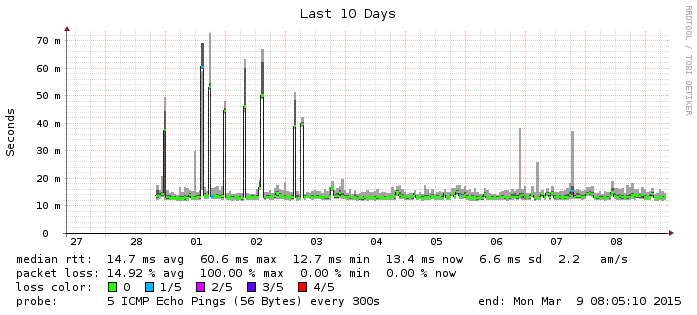 Last 10 Days
RRDTOOL / TOBI OETIKER
Seconds
70 m
60 m
50 m
40 m
30 m
20 m
10 m
0
27 28 01 02 03 04 05 06 07 08
median rtt: 14.7 ms avg 60.6 ms max 12.7 ms min 13.4 ms now 6.6 ms sd 2.2 am/s
packet loss: 14.92 % avg 100.00 % max 0.00 % min 0.00 % now
loss color: 0 1/5 2/5 3/5 4/5
probe: 5 ICMP Echo Pings (56 Bytes) every 300s end: Mon Mar 9 08:05:10 2015